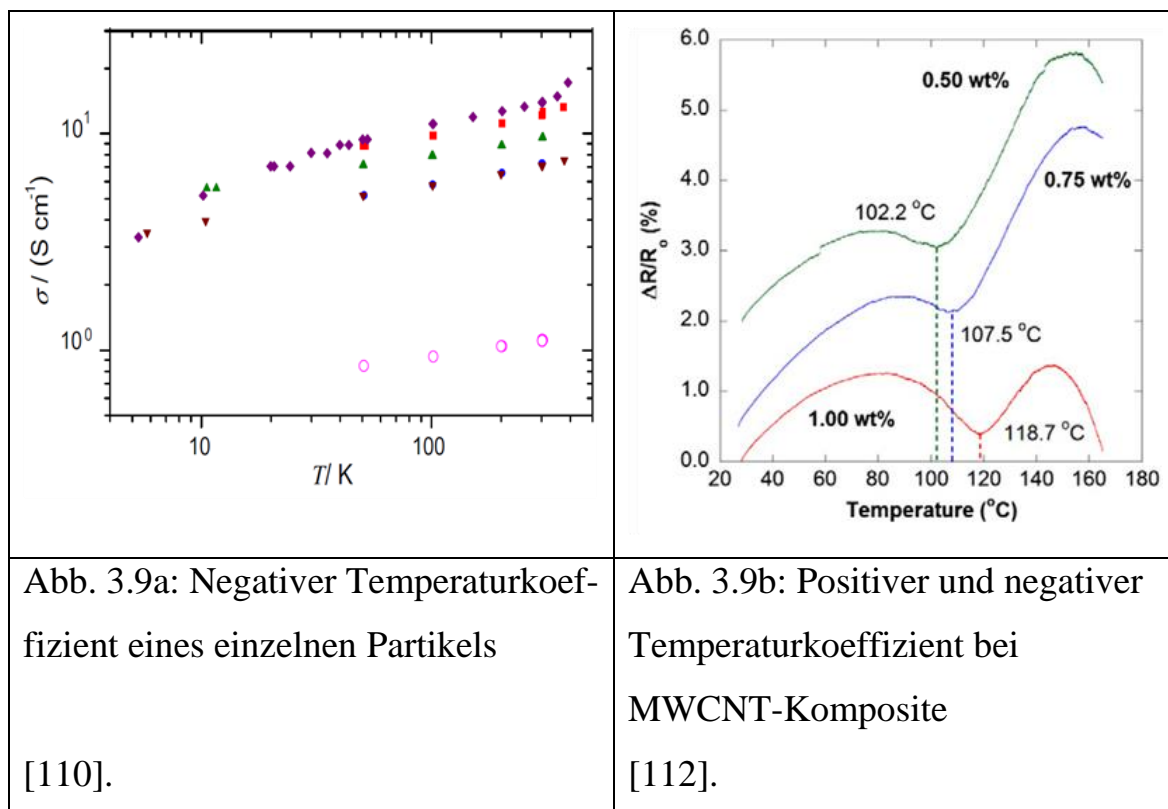 10¹
10⁰
σ / (S cm⁻¹)
10
100
T/ K
6.0
5.0
4.0
3.0
2.0
1.0
0.0
ΔR/Rₒ (%)
0.50 wt%
0.75 wt%
102.2 °C
107.5 °C
1.00 wt%
118.7 °C
20 40 60 80 100 120 140 160 180
Temperature (°C)
Abb. 3.9a: Negativer Temperaturkoef-
fizient eines einzelnen Partikels
[110].
Abb. 3.9b: Positiver und negativer
Temperaturkoeffizient bei
MWCNT-Komposite
[112].